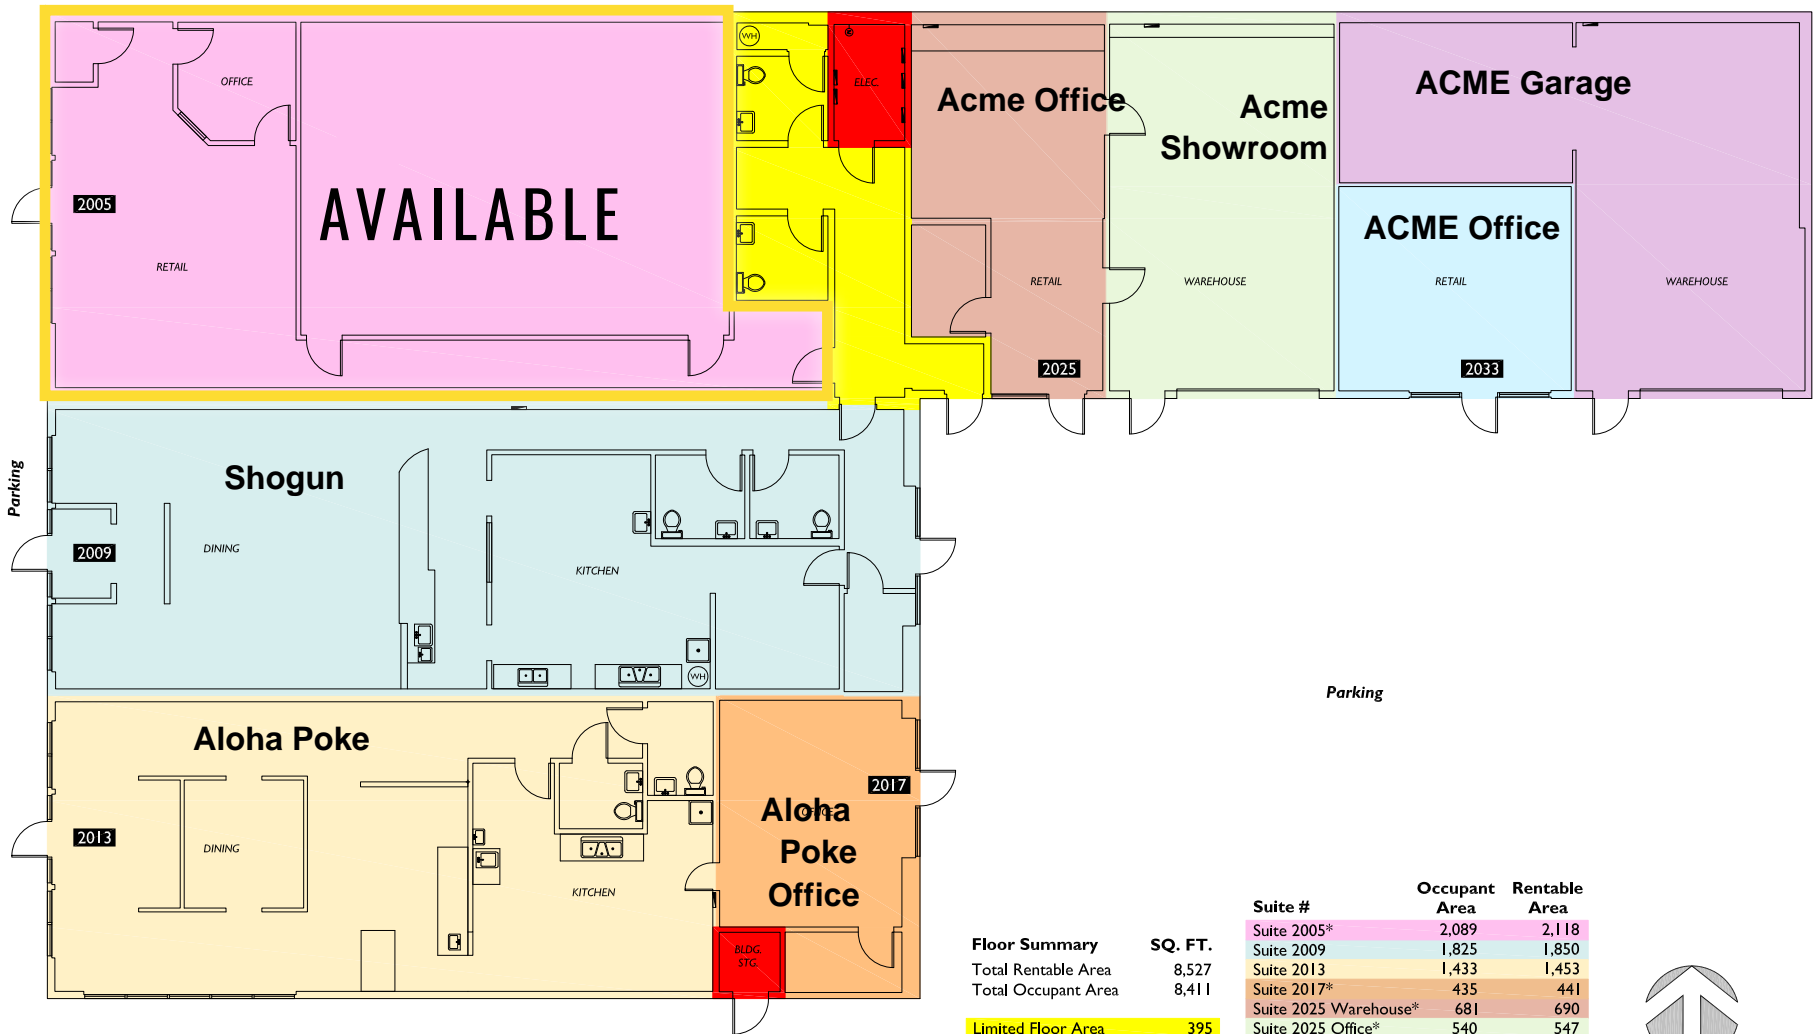 WH
OFFICE
ELEC.
Acme Office
Acme
Showroom
ACME Garage
2005
AVAILABLE
ACME Office
RETAIL
RETAIL
WAREHOUSE
RETAIL
WAREHOUSE
2025
2033
Parking
Shogun
2009
DINING
KITCHEN
WH
Parking
Aloha Poke
2017
Aloha
Poke
Office
2013
DINING
KITCHEN
BLDG.
STG.
Floor Summary SQ. FT.
Total Rentable Area 8,527
Total Occupant Area 8,411
Limited Floor Area 395
Suite # Occupant Area Rentable Area
Suite 2005* 2,089 2,118
Suite 2009 1,825 1,850
Suite 2013 1,433 1,453
Suite 2017* 435 441
Suite 2025 Warehouse* 681 690
Suite 2025 Office* 540 547